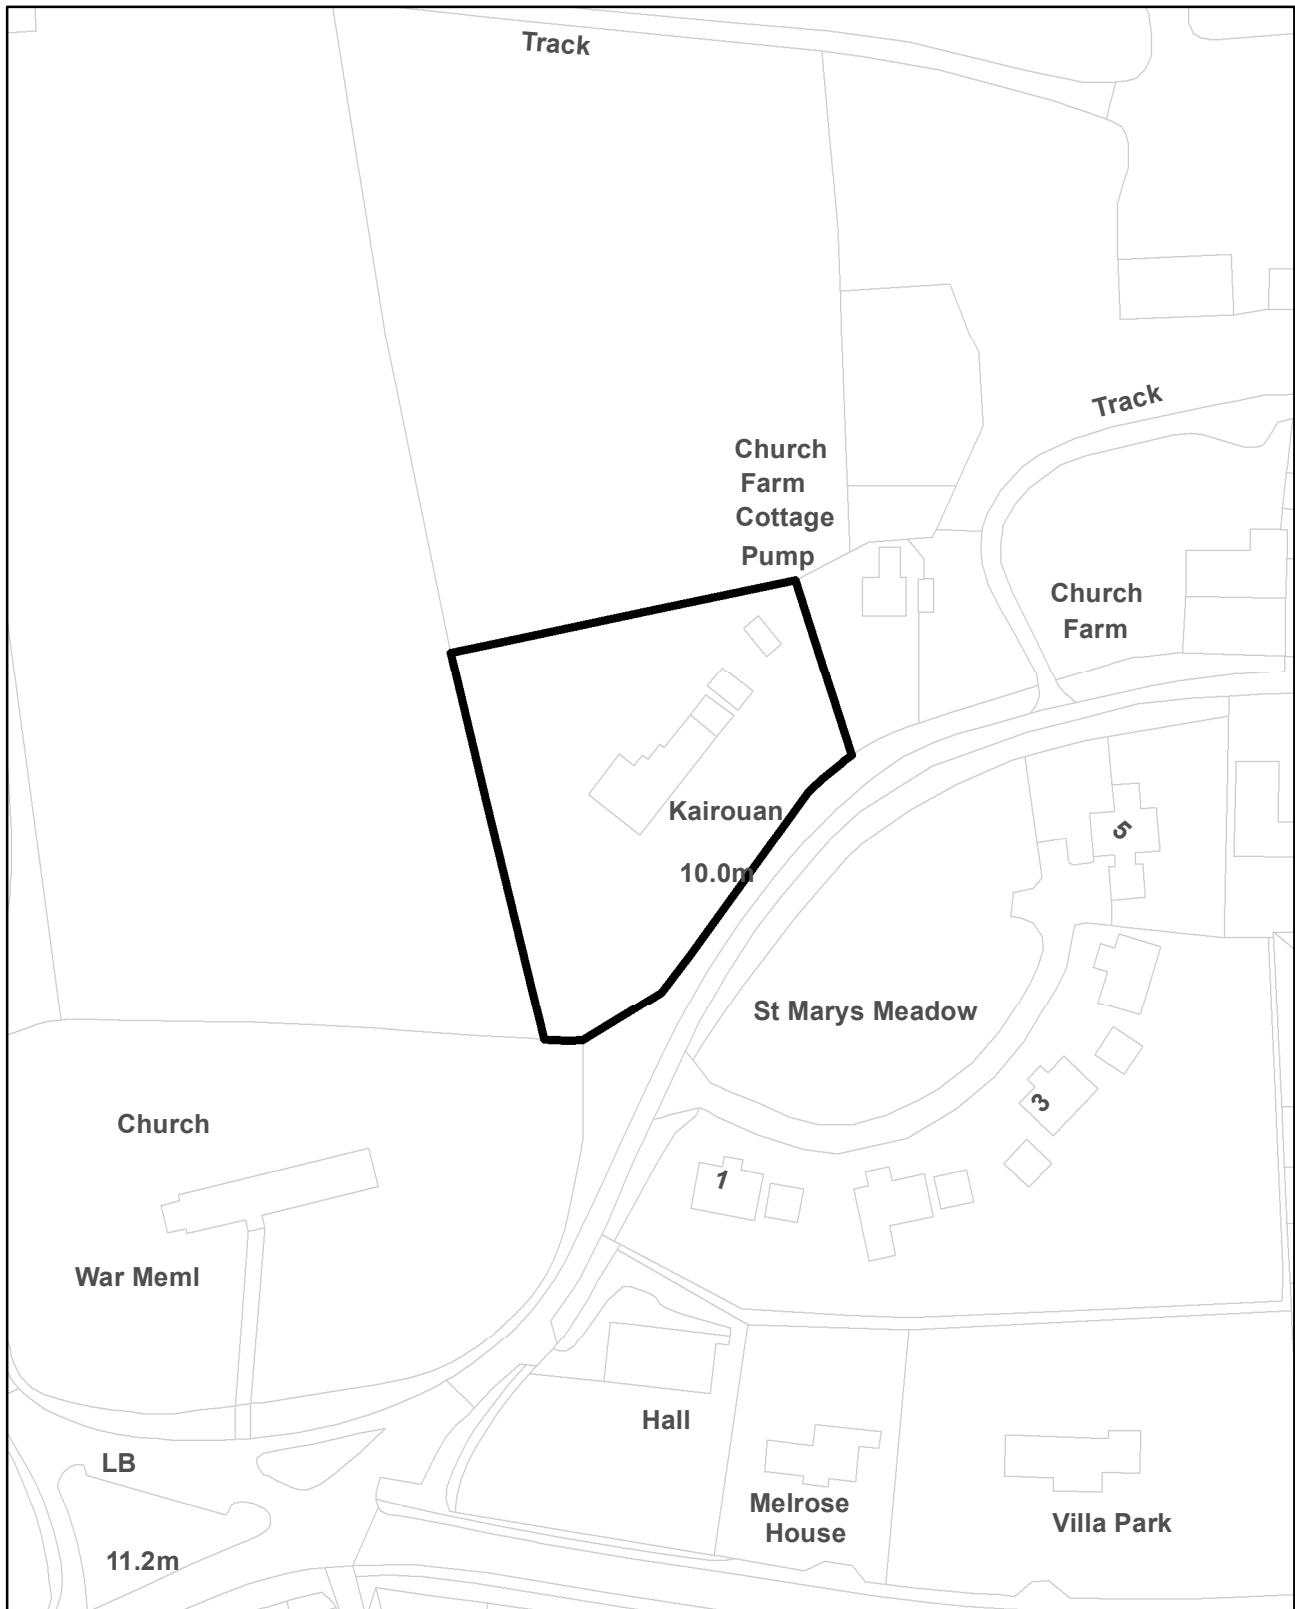 Track
Track
Church
Farm
Cottage
Pump
Church
Farm
Kairouan
5
10.0m
St Marys Meadow
3
Church
1
War Meml
Hall
LB
Melrose
House
Villa Park
11.2m